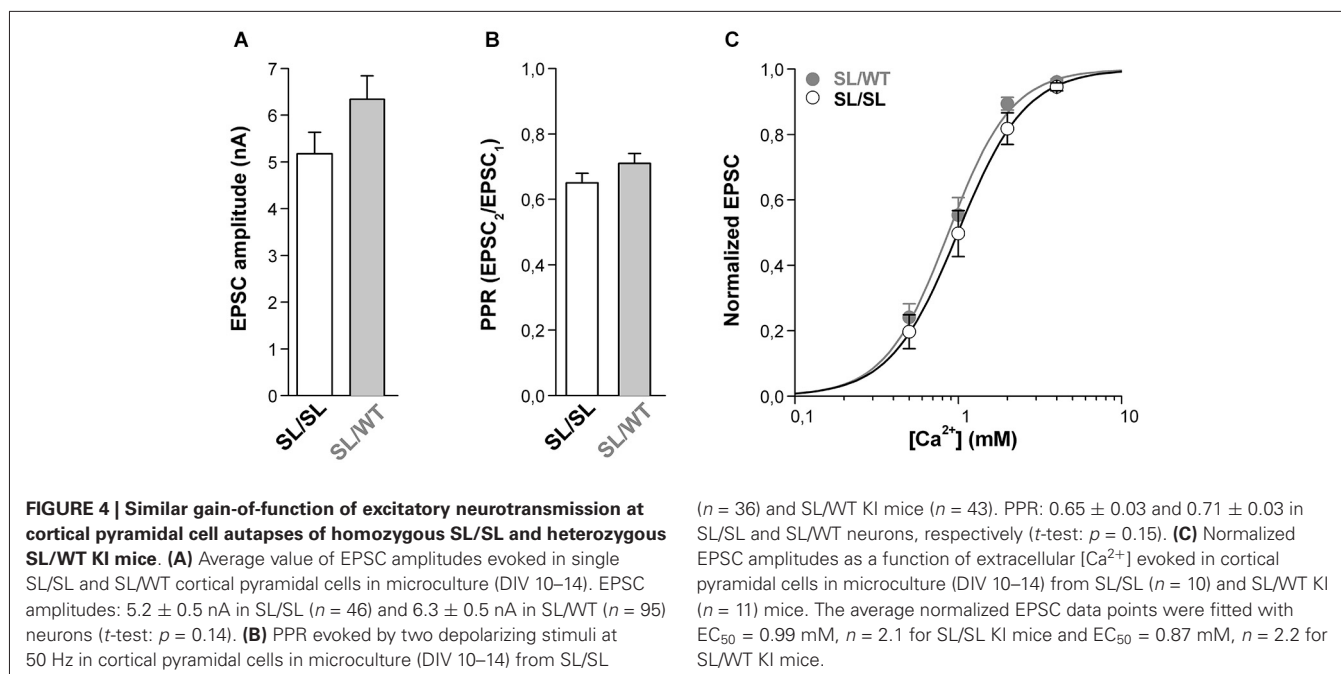 A
EPSC amplitude (nA)
7
6
5
4
3
2
1
0
SL/SL
SL/WT
B
PPR (EPSC₂/EPSC₁)
1,0
0,8
0,6
0,4
0,2
0,0
SL/SL
SL/WT
C
Normalized EPSC
1,0
0,8
0,6
0,4
0,2
0,0
SL/WT
SL/SL
0,1
1
10
[Ca²⁺] (mM)
FIGURE 4 | Similar gain-of-function of excitatory neurotransmission at
cortical pyramidal cell autapses of homozygous SL/SL and heterozygous
SL/WT KI mice. (A) Average value of EPSC amplitudes evoked in single
SL/SL and SL/WT cortical pyramidal cells in microculture (DIV 10–14). EPSC
amplitudes: 5.2 ± 0.5 nA in SL/SL (n = 46) and 6.3 ± 0.5 nA in SL/WT (n = 95)
neurons (t-test: p = 0.14). (B) PPR evoked by two depolarizing stimuli at
50 Hz in cortical pyramidal cells in microculture (DIV 10–14) from SL/SL
(n = 36) and SL/WT KI mice (n = 43). PPR: 0.65 ± 0.03 and 0.71 ± 0.03 in
SL/SL and SL/WT neurons, respectively (t-test: p = 0.15). (C) Normalized
EPSC amplitudes as a function of extracellular [Ca²⁺] evoked in cortical
pyramidal cells in microculture (DIV 10–14) from SL/SL (n = 10) and SL/WT KI
(n = 11) mice. The average normalized EPSC data points were fitted with
EC₅₀ = 0.99 mM, n = 2.1 for SL/SL KI mice and EC₅₀ = 0.87 mM, n = 2.2 for
SL/WT KI mice.